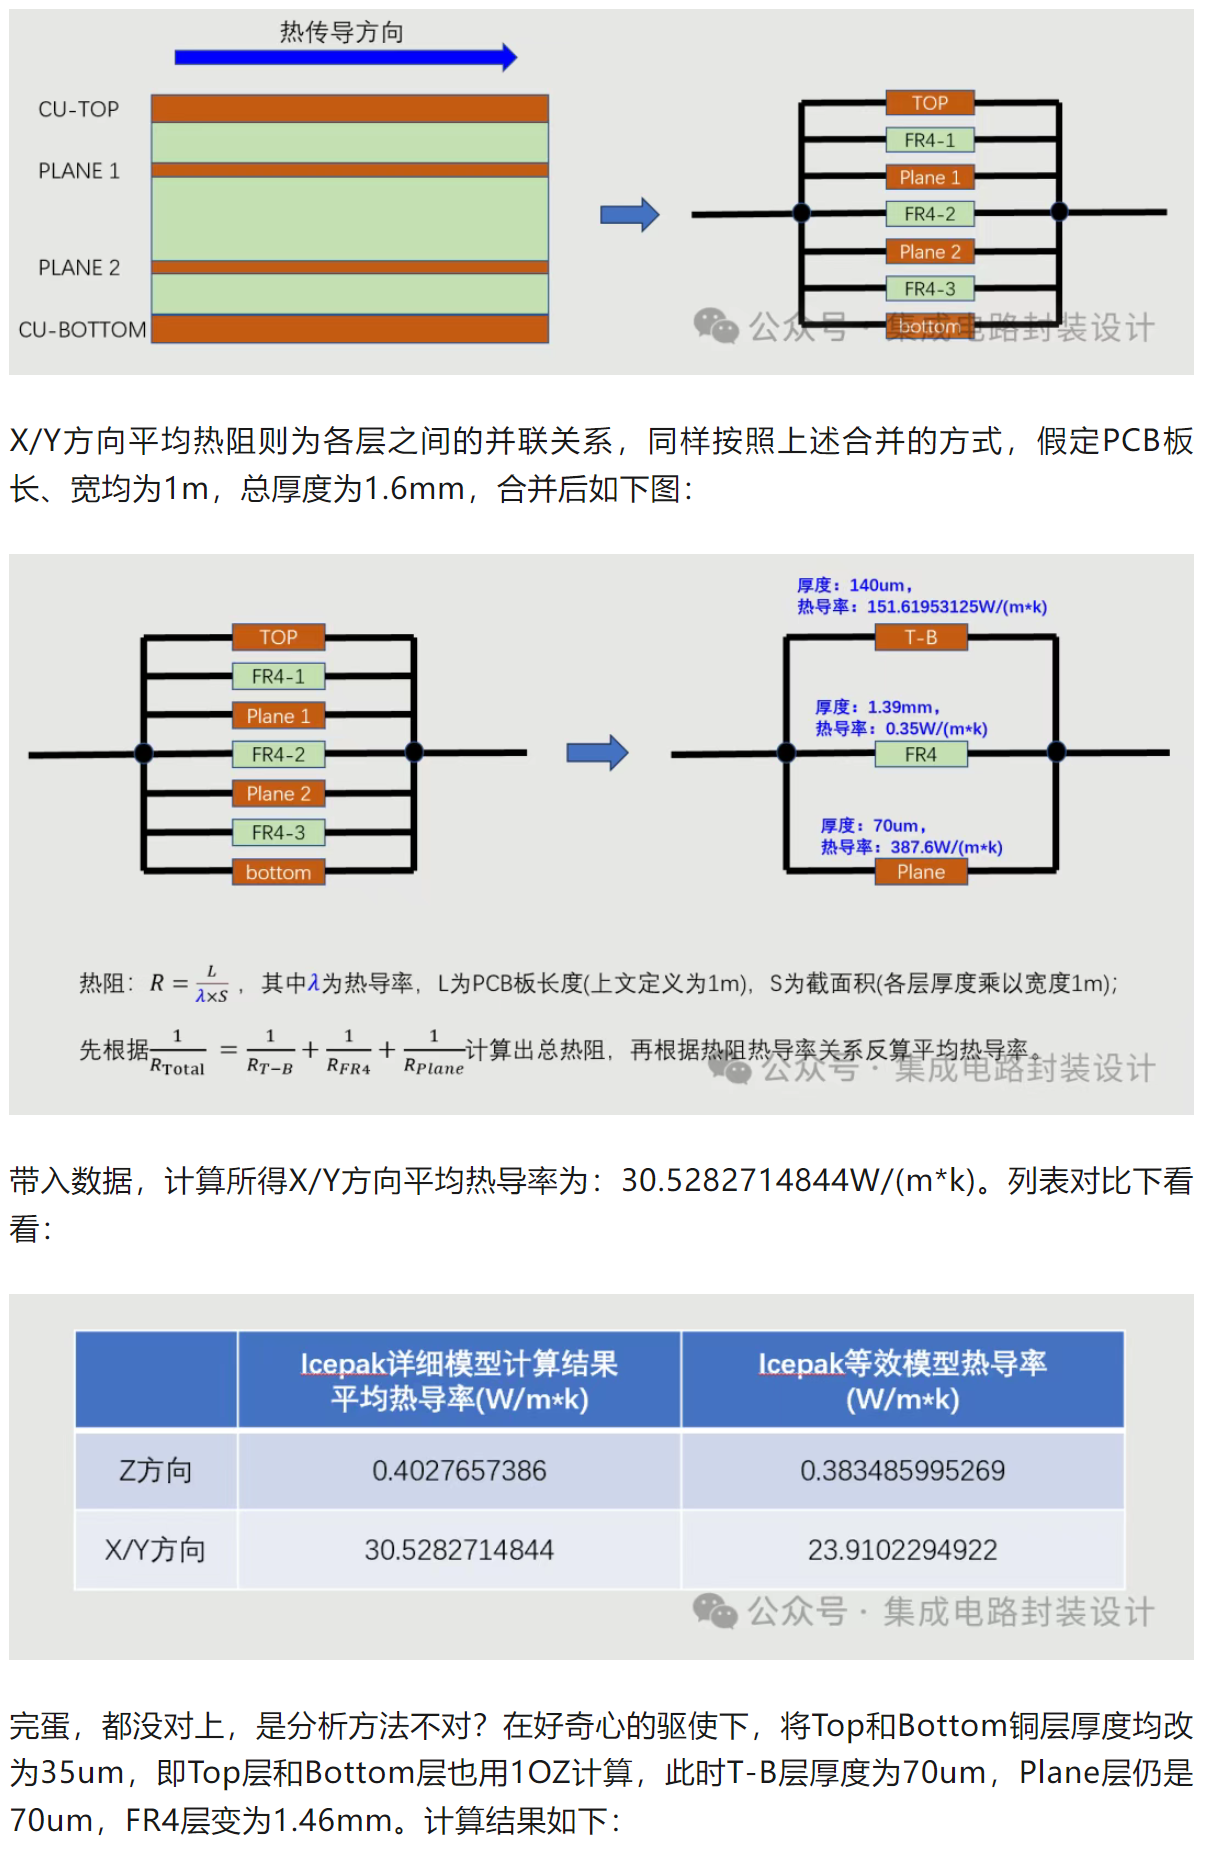 热传导方向
CU-TOP
PLANE 1
PLANE 2
CU-BOTTOM
TOP
FR4-1
Plane 1
FR4-2
Plane 2
FR4-3
bottom
公众号 · 集成电路封装设计
X/Y方向平均热阻则为各层之间的并联关系，同样按照上述合并的方式，假定PCB板
长、宽均为1m，总厚度为1.6mm，合并后如下图：
TOP
FR4-1
Plane 1
FR4-2
Plane 2
FR4-3
bottom
厚度：140um，
热导率：151.61953125W/(m*k)
T-B
厚度：1.39mm，
热导率：0.35W/(m*k)
FR4
厚度：70um，
热导率：387.6W/(m*k)
Plane
热阻：R = L/λ×S ，其中λ为热导率，L为PCB板长度(上文定义为1m)，S为截面积(各层厚度乘以宽度1m)；
先根据1/RTotal = 1/RT−B + 1/RFR4 + 1/RPlane计算出总热阻，再根据热阻热导率关系反算平均热导率。
公众号 · 集成电路封装设计
带入数据，计算所得X/Y方向平均热导率为：30.5282714844W/(m*k)。列表对比下看
看：
Icepak详细模型计算结果
平均热导率(W/m*k)
Icepak等效模型热导率
(W/m*k)
Z方向
0.4027657386
0.383485995269
X/Y方向
30.5282714844
23.9102294922
公众号 · 集成电路封装设计
完蛋，都没对上，是分析方法不对？在好奇心的驱使下，将Top和Bottom铜层厚度均改
为35um，即Top层和Bottom层也用1OZ计算，此时T-B层厚度为70um，Plane层仍是
70um，FR4层变为1.46mm。计算结果如下：